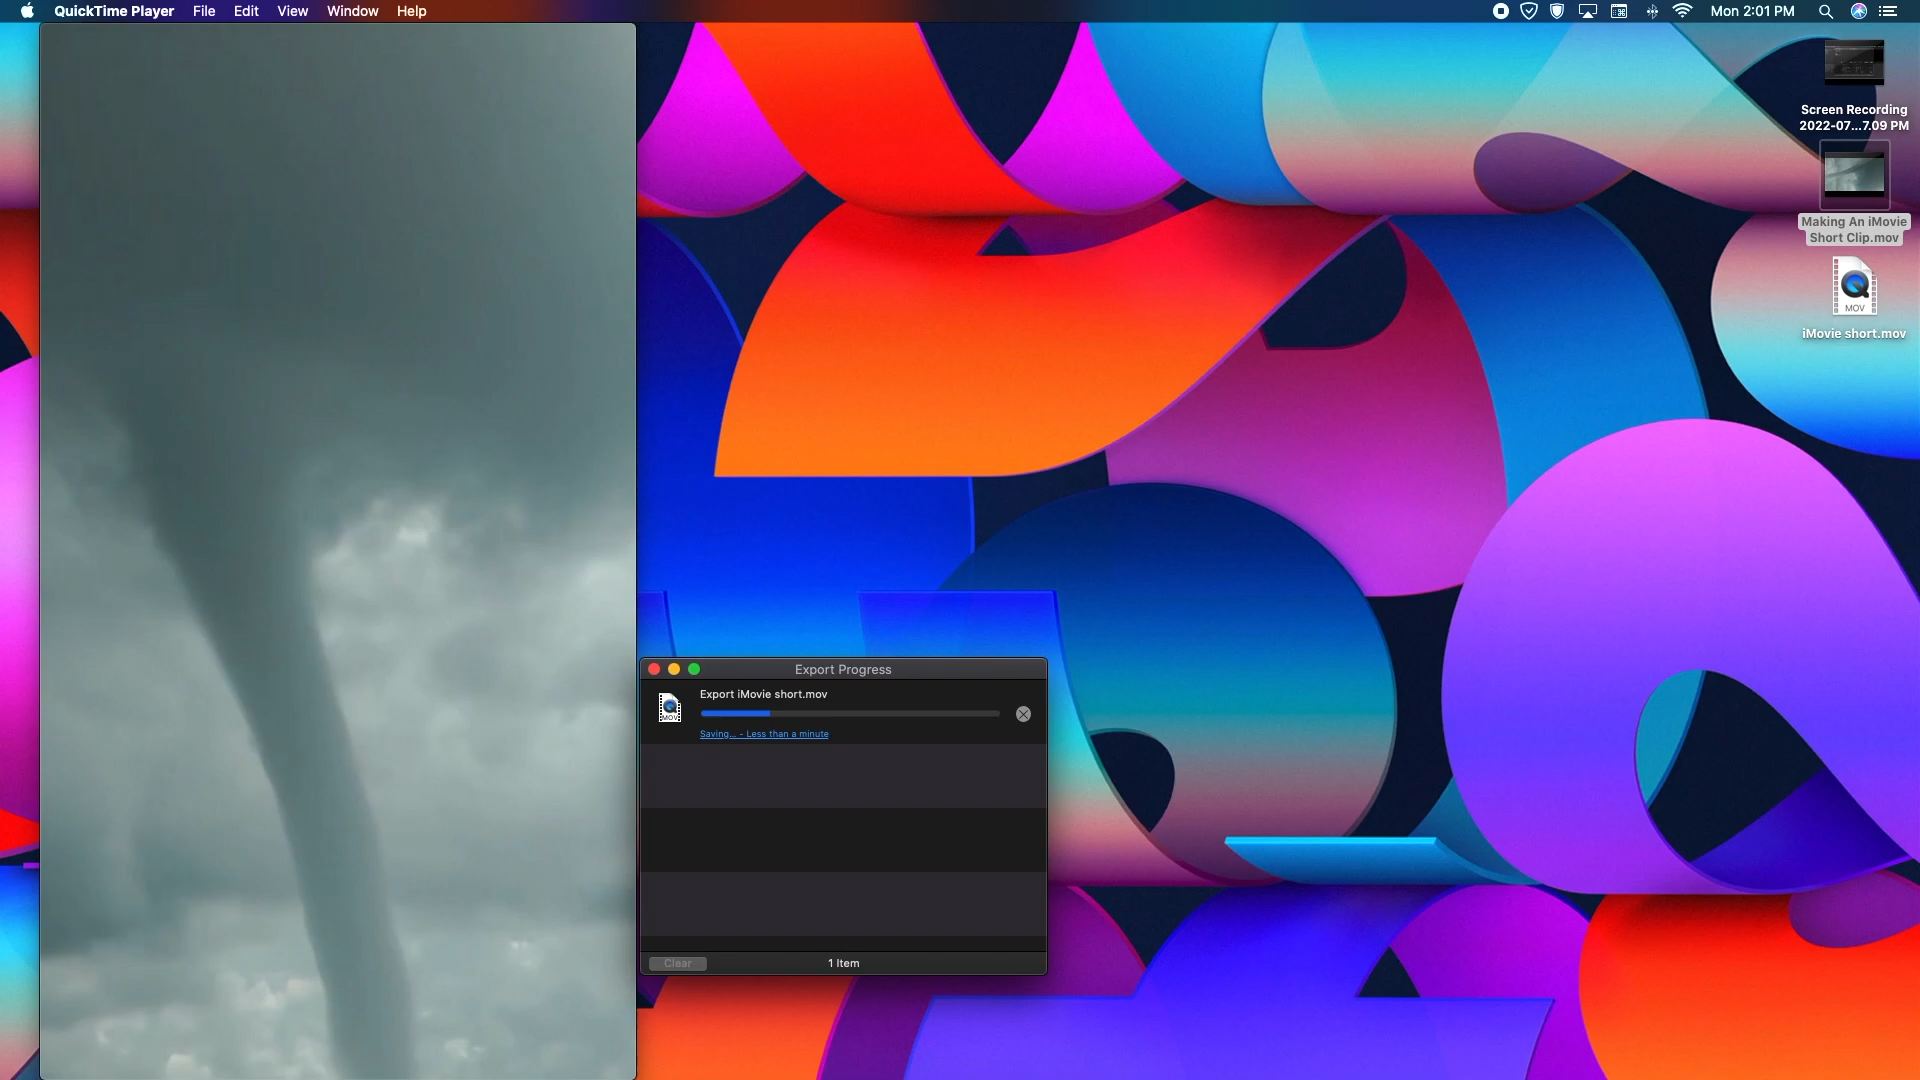 QuickTime Player File Edit View Window Help Mon 2:01 PM
Screen Recording
2022-07...7.09 PM
Making An iMovie
Short Clip.mov
MOV
iMovie short.mov
Export Progress
Export iMovie short.mov
MOV
Saving... - Less than a minute
Clear 1 Item